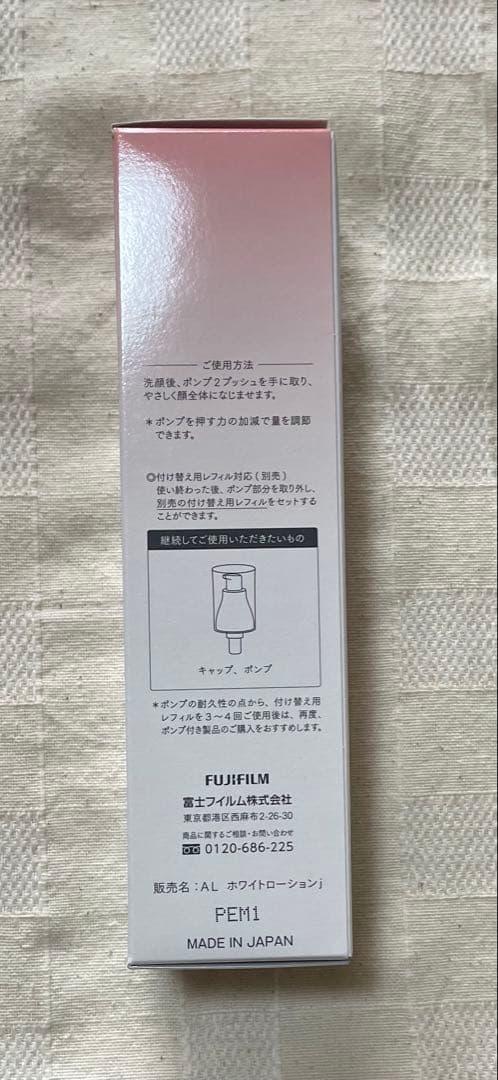 ご使用方法
洗顔後、ポンプ2プッシュを手に取り、
やさしく顔全体になじませます。
＊ポンプを押す力の加減で量を調節
できます。
◎付け替え用レフィル対応（別売）
使い終わった後、ポンプ部分を取り外し、
別売の付け替え用レフィルをセットする
ことができます。
継続してご使用いただきたいもの
キャップ、ポンプ
＊ポンプの耐久性の点から、付け替え用
レフィルを3～4回ご使用後は、再度、
ポンプ付き製品のご購入をおすすめします。
FUJIFILM
富士フイルム株式会社
東京都港区西麻布2-26-30
商品に関するご相談・お問い合わせ
0120-686-225
販売名：AL ホワイトローションj
PEM1
MADE IN JAPAN